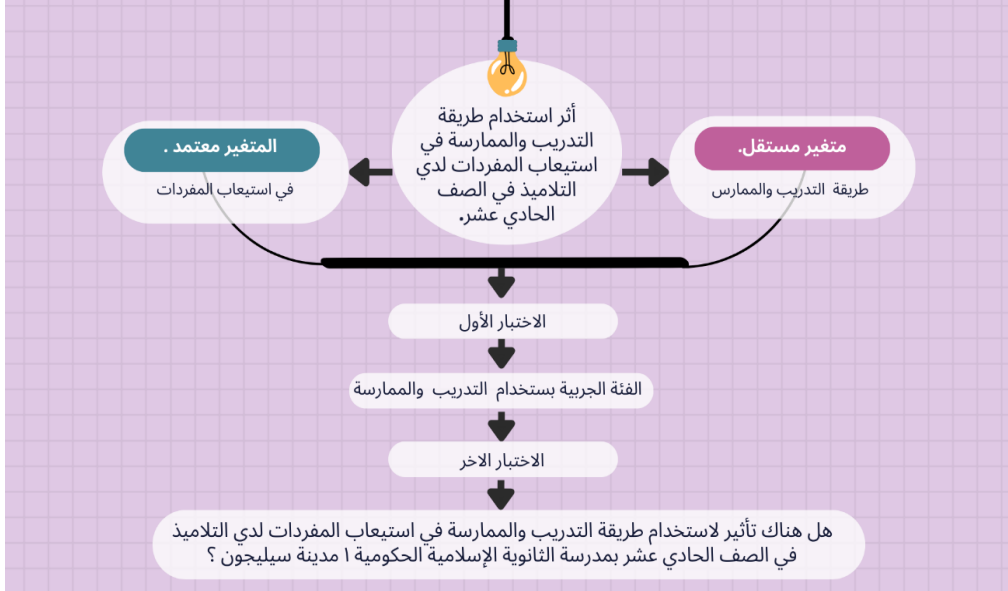 أثر استخدام طريقة
التدريب والممارسة في
استيعاب المفردات لدي
التلاميذ في الصف
الحادي عشر.
متغير مستقل.
طريقة التدريب والممارس
المتغير معتمد .
في استيعاب المفردات
الاختبار الأول
الفئة الجربية بستخدام التدريب والممارسة
الاختبار الاخر
هل هناك تأثير لاستخدام طريقة التدريب والممارسة في استيعاب المفردات لدي التلاميذ
في الصف الحادي عشر بمدرسة الثانوية الإسلامية الحكومية ١ مدينة سيليجون ؟